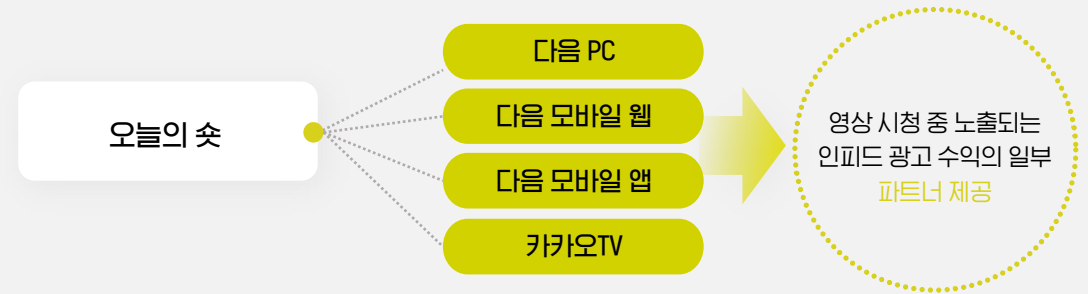 오늘의 숏
다음 PC
다음 모바일 웹
다음 모바일 앱
카카오TV
영상 시청 중 노출되는
인피드 광고 수익의 일부
파트너 제공